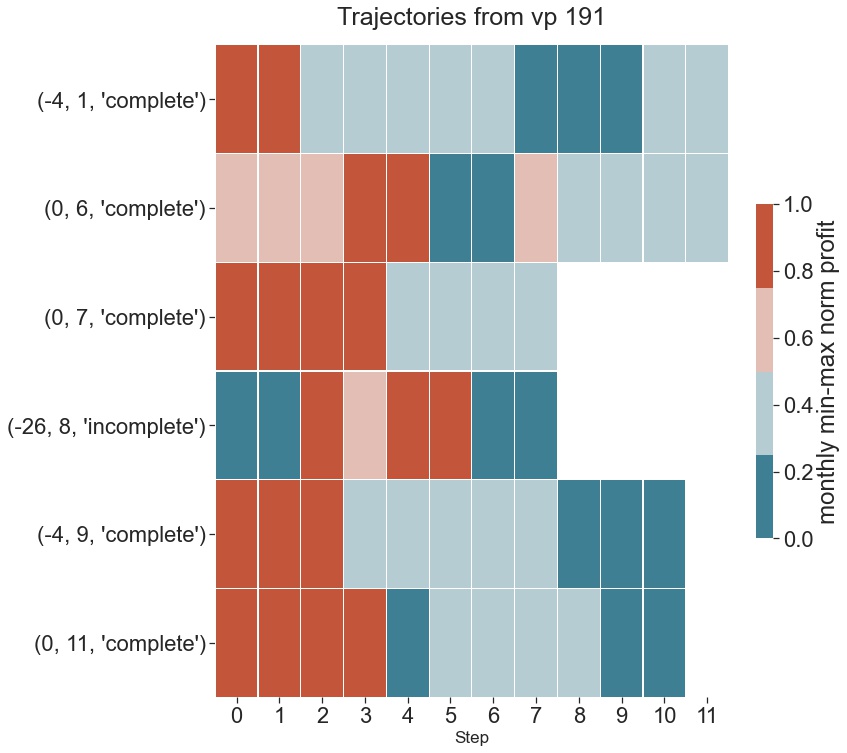 Trajectories from vp 191
(-4, 1, 'complete')
(0, 6, 'complete')
(0, 7, 'complete')
(-26, 8, 'incomplete')
(-4, 9, 'complete')
(0, 11, 'complete')
0 1 2 3 4 5 6 7 8 9 10 11
Step
1.0
0.8
0.6
0.4
0.2
0.0
monthly min-max norm profit